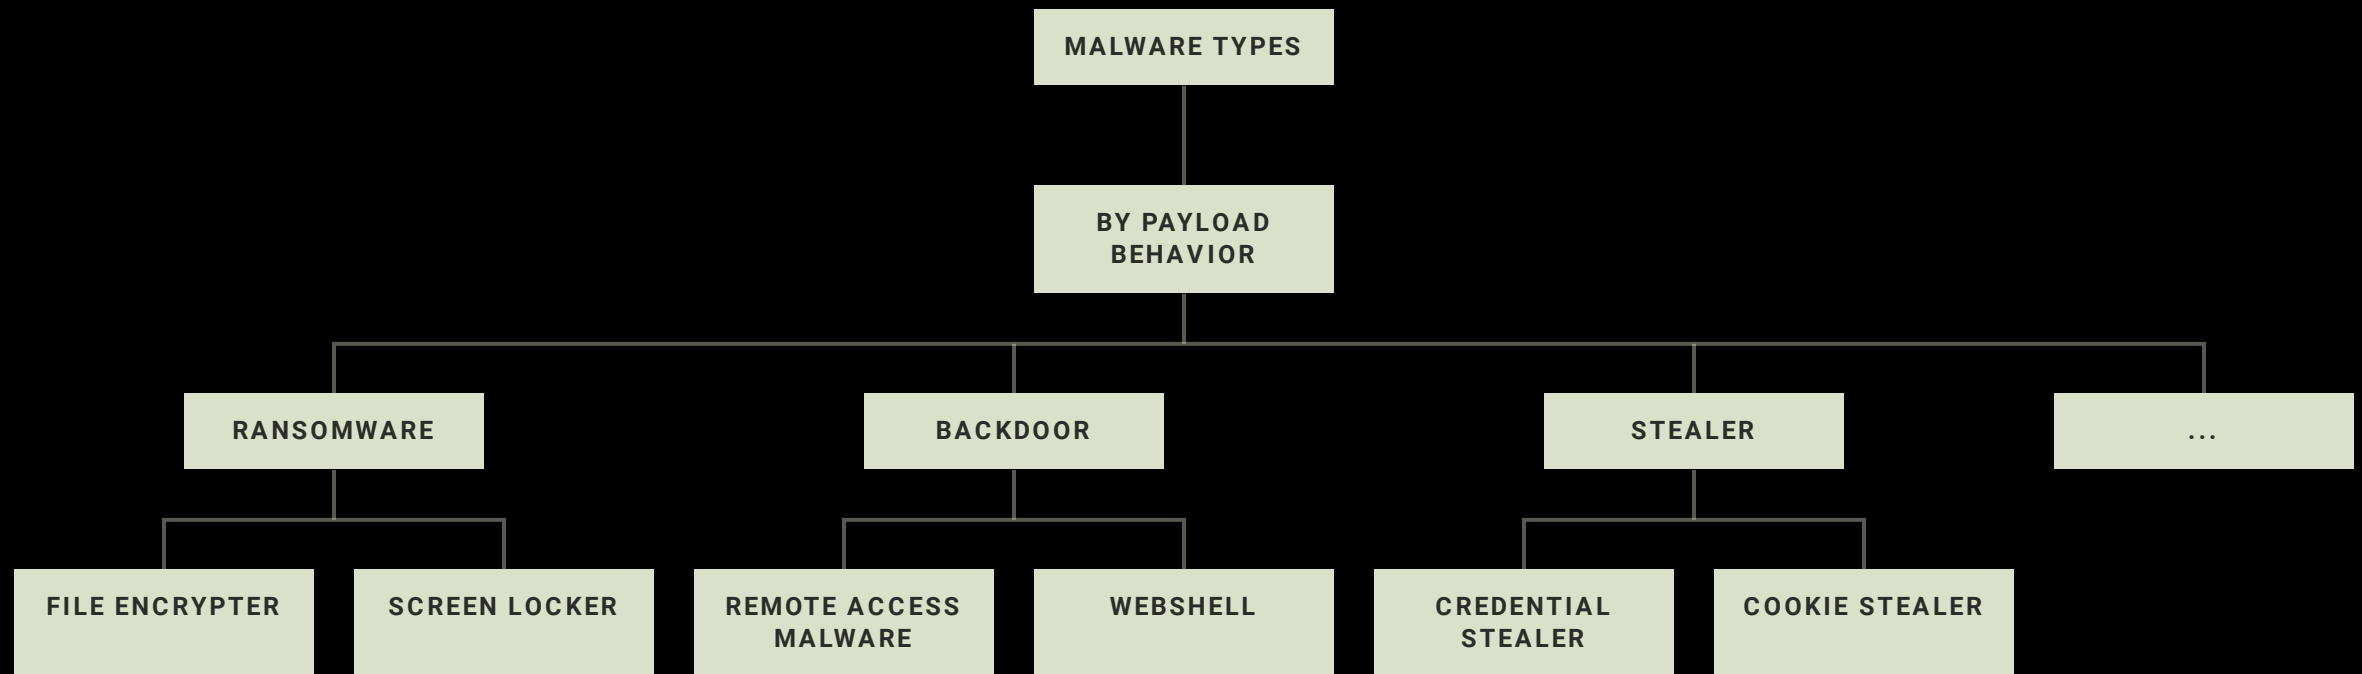 MALWARE TYPES
BY PAYLOAD
BEHAVIOR
RANSOMWARE
BACKDOOR
STEALER
...
FILE ENCRYPTER
SCREEN LOCKER
REMOTE ACCESS
MALWARE
WEBSHELL
CREDENTIAL
STEALER
COOKIE STEALER